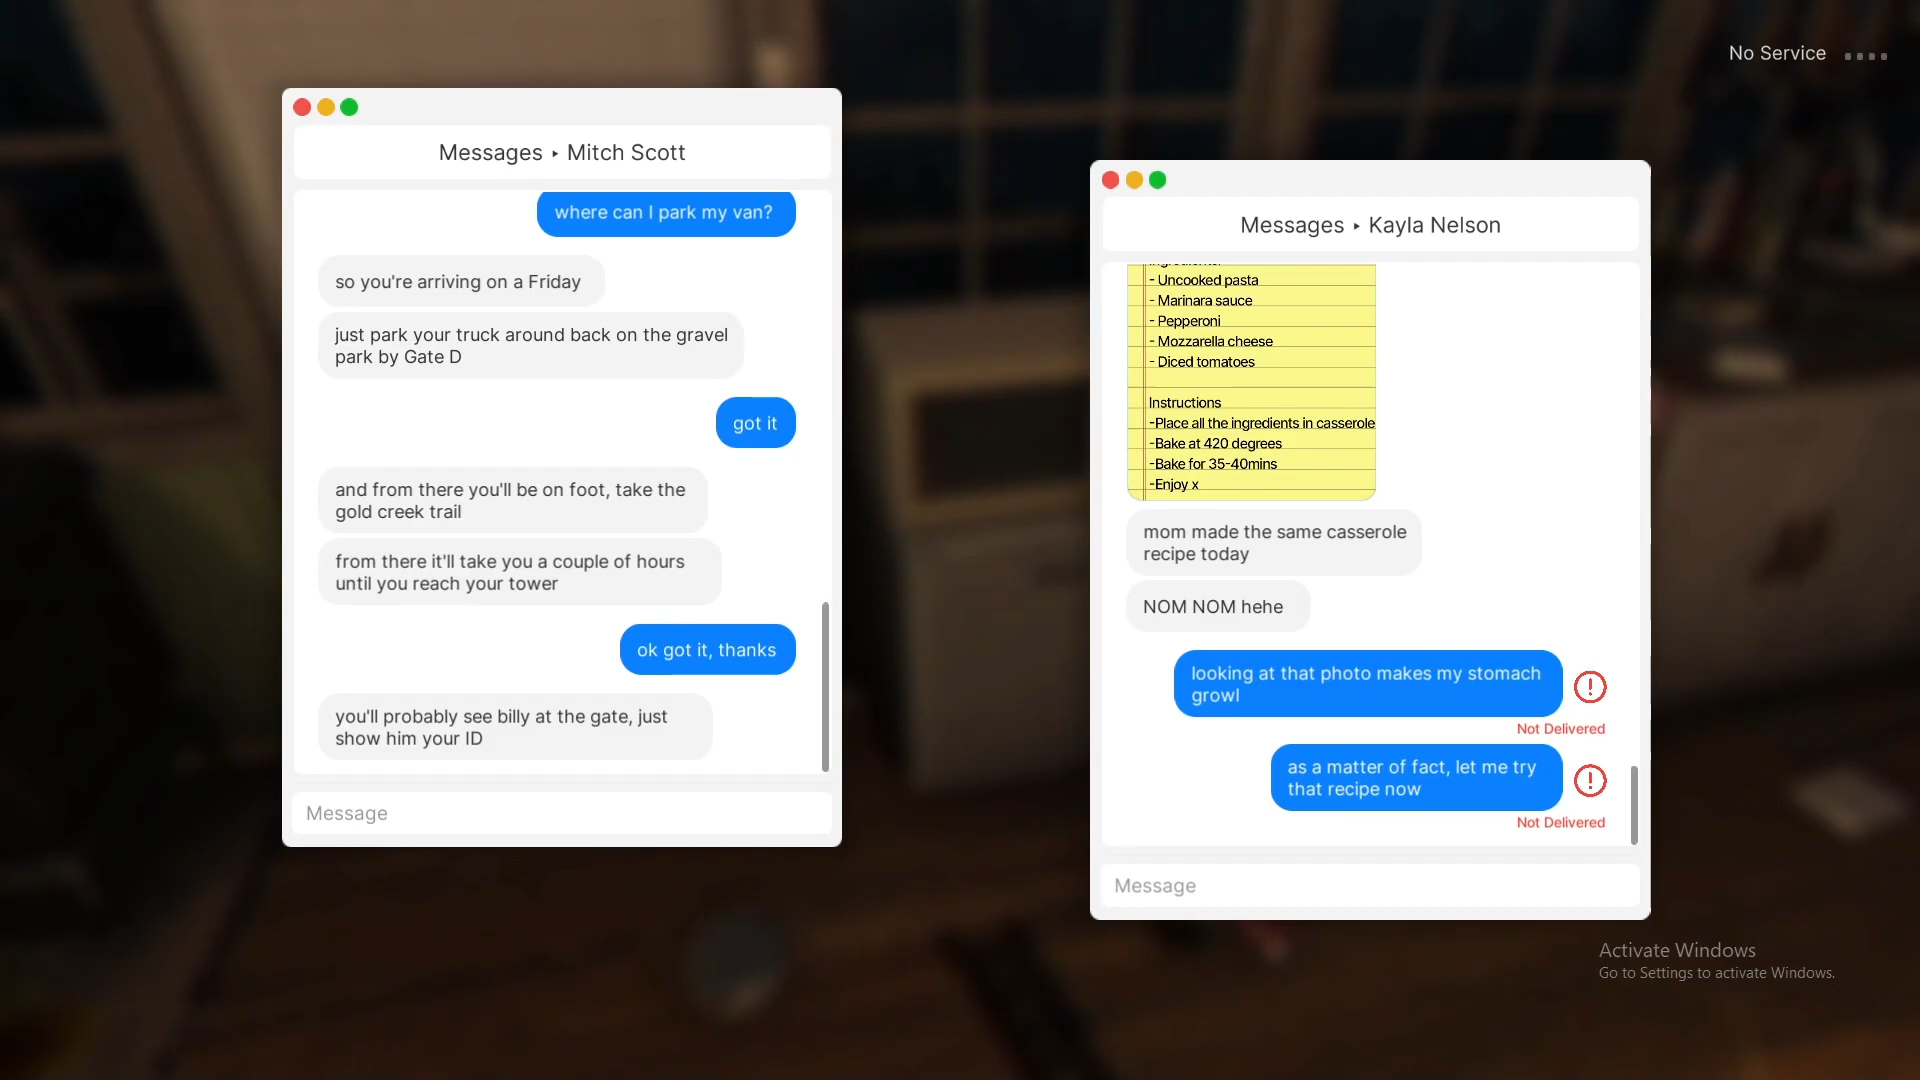 No Service
Messages ▸ Mitch Scott
where can I park my van?
so you're arriving on a Friday
just park your truck around back on the gravel
park by Gate D
got it
and from there you'll be on foot, take the
gold creek trail
from there it'll take you a couple of hours
until you reach your tower
ok got it, thanks
you'll probably see billy at the gate, just
show him your ID
Message
Messages ▸ Kayla Nelson
- Uncooked pasta
- Marinara sauce
- Pepperoni
- Mozzarella cheese
- Diced tomatoes
Instructions
-Place all the ingredients in casserole
-Bake at 420 degrees
-Bake for 35-40mins
-Enjoy x
mom made the same casserole
recipe today
NOM NOM hehe
looking at that photo makes my stomach
growl
Not Delivered
as a matter of fact, let me try
that recipe now
Not Delivered
Message
Activate Windows
Go to Settings to activate Windows.